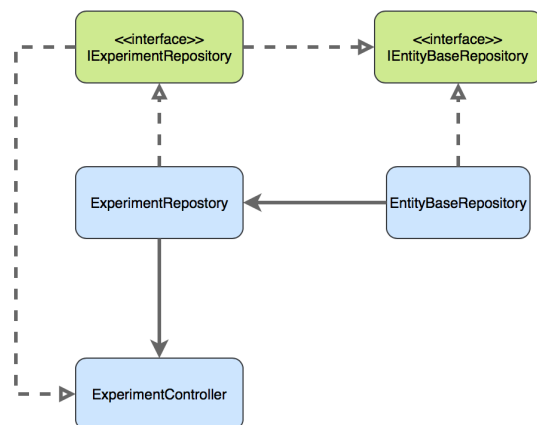 <<interface>>
IExperimentRepository
<<interface>>
IEntityBaseRepository
ExperimentRepostory
EntityBaseRepository
ExperimentController